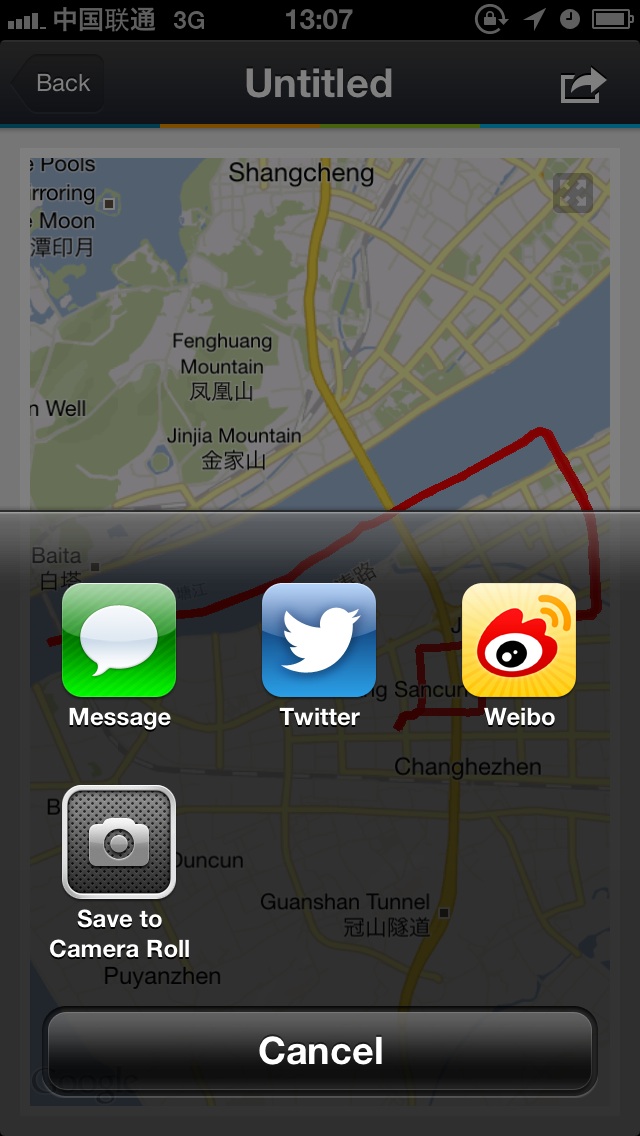 中国联通 3G 13:07
Back
Untitled
e Pools
irroring
e Moon
潭印月
Shangcheng
Fenghuang
Mountain
凤凰山
n Well
Jinjia Mountain
金家山
Baita
白塔
Message
Twitter
Weibo
g Sancun
Changhezhen
Duncun
Save to
Camera Roll
Guanshan Tunnel
冠山隧道
Puyanzhen
Cancel
Google